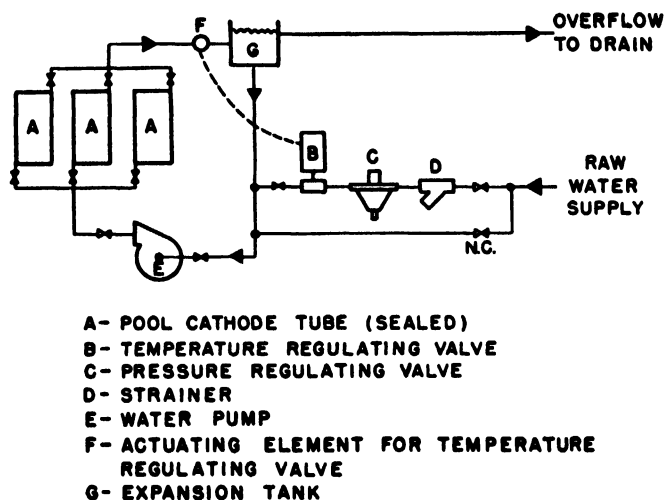 F
OVERFLOW
TO DRAIN
G
A
A
A
B
C
D
RAW
WATER
SUPPLY
N.C.
E
A- POOL CATHODE TUBE (SEALED)
B- TEMPERATURE REGULATING VALVE
C- PRESSURE REGULATING VALVE
D- STRAINER
E- WATER PUMP
F- ACTUATING ELEMENT FOR TEMPERATURE
REGULATING VALVE
G- EXPANSION TANK